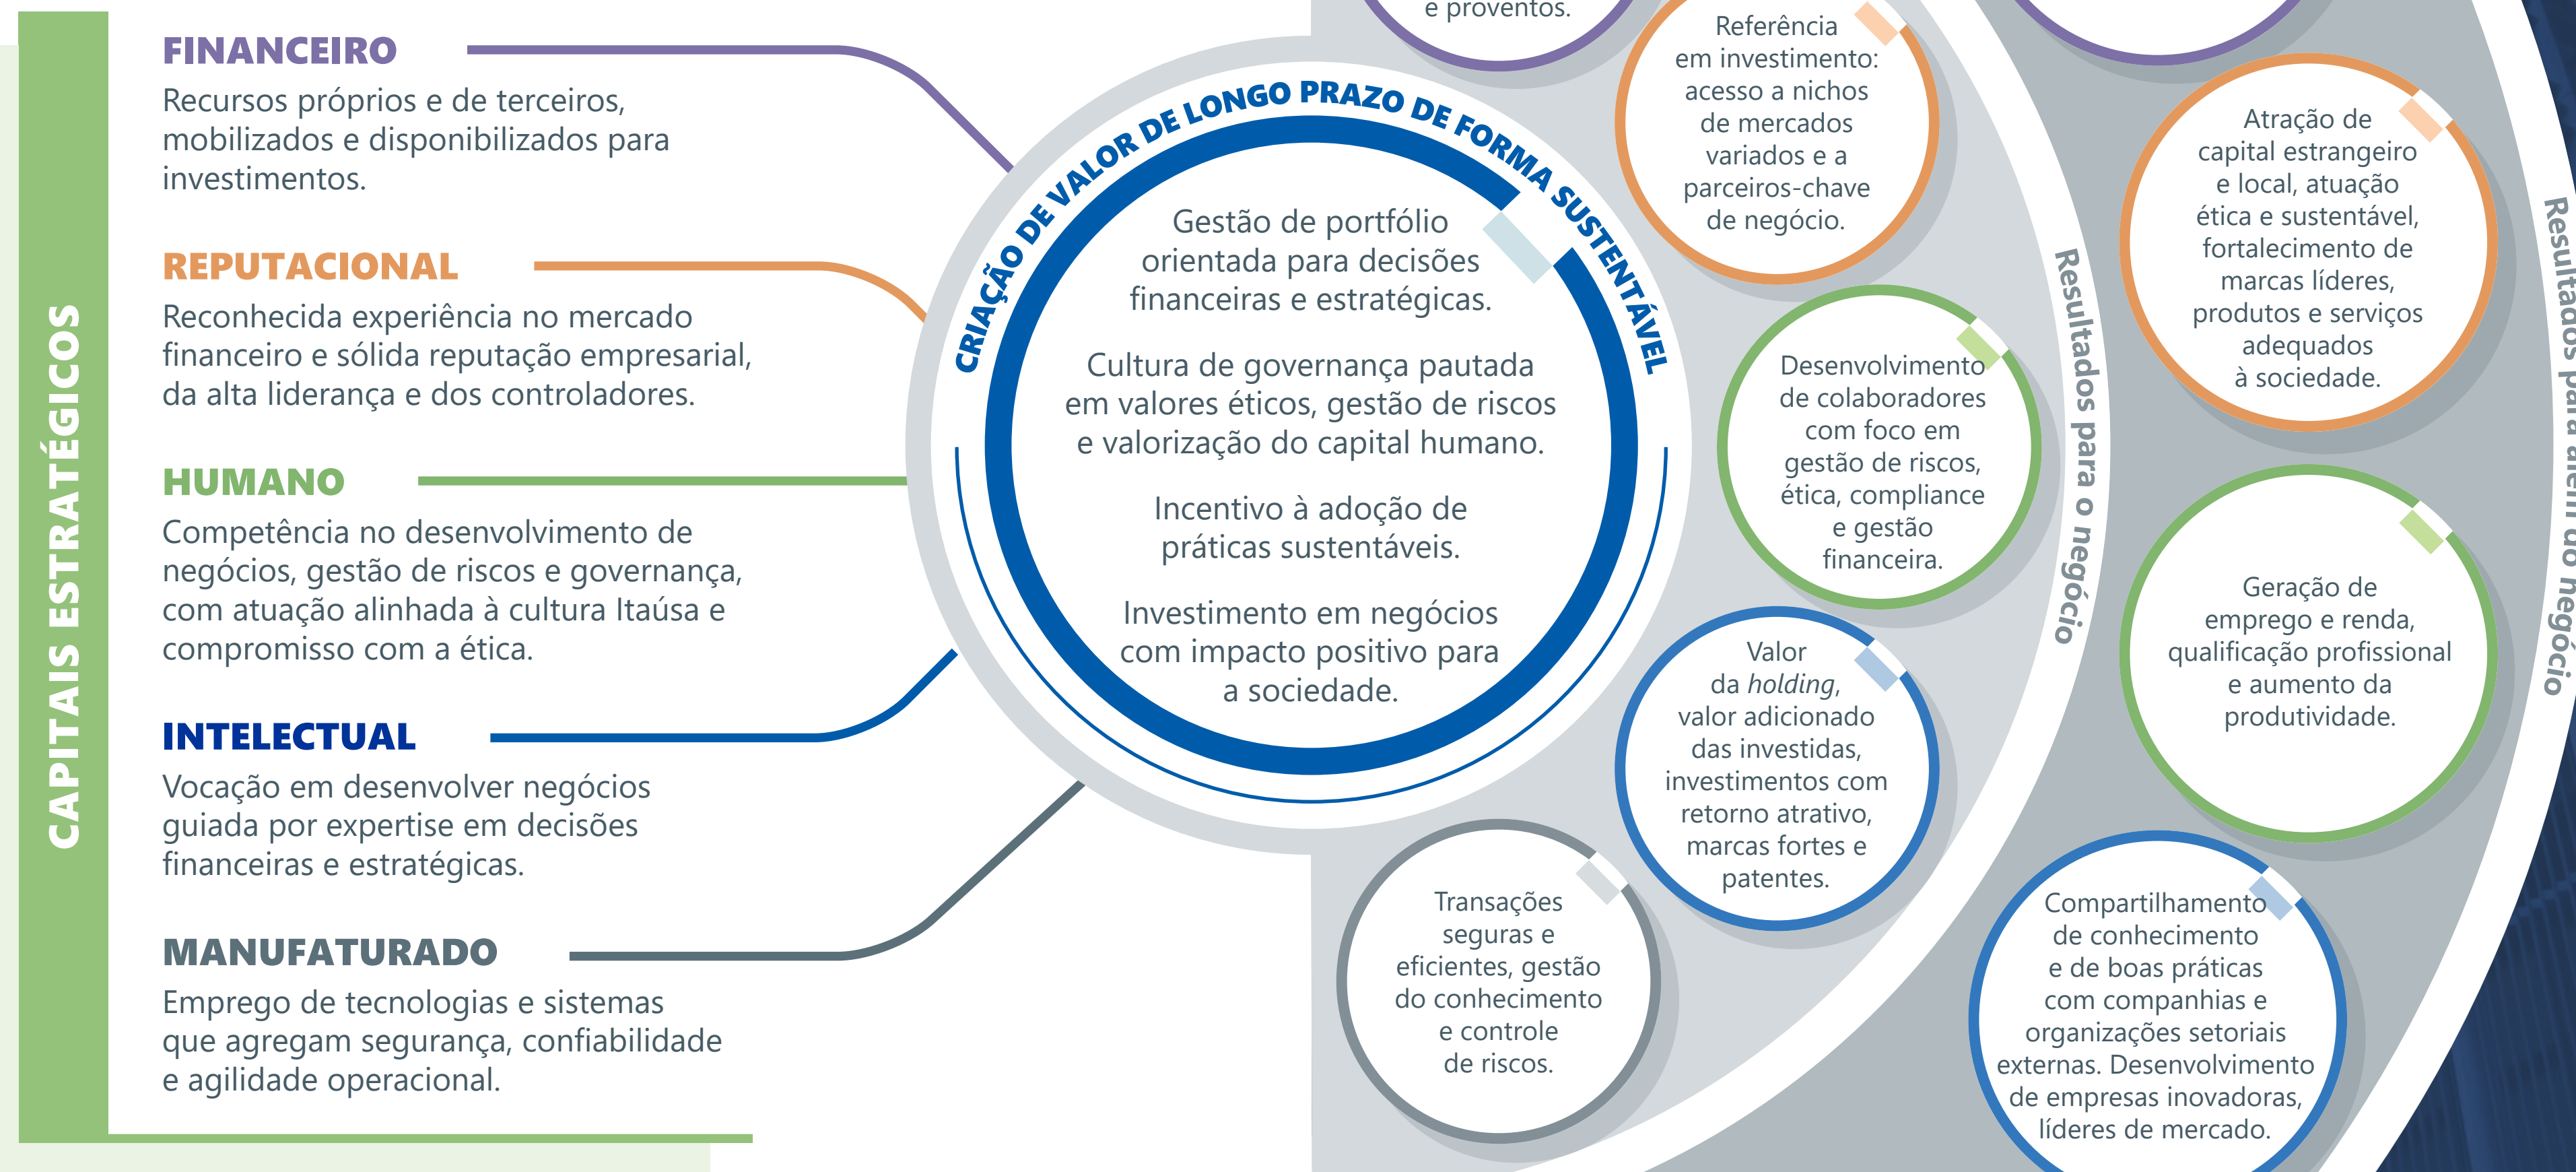 CAPITAIS ESTRATÉGICOS
FINANCEIRO
Recursos próprios e de terceiros,
mobilizados e disponibilizados para
investimentos.
REPUTACIONAL
Reconhecida experiência no mercado
financeiro e sólida reputação empresarial,
da alta liderança e dos controladores.
HUMANO
Competência no desenvolvimento de
negócios, gestão de riscos e governança,
com atuação alinhada à cultura Itaúsa e
compromisso com a ética.
INTELECTUAL
Vocação em desenvolver negócios
guiada por expertise em decisões
financeiras e estratégicas.
MANUFATURADO
Emprego de tecnologias e sistemas
que agregam segurança, confiabilidade
e agilidade operacional.
CRIAÇÃO DE VALOR DE LONGO PRAZO DE FORMA SUSTENTÁVEL
Gestão de portfólio
orientada para decisões
financeiras e estratégicas.
Cultura de governança pautada
em valores éticos, gestão de riscos
e valorização do capital humano.
Incentivo à adoção de
práticas sustentáveis.
Investimento em negócios
com impacto positivo para
a sociedade.
e proventos.
Referência
em investimento:
acesso a nichos
de mercados
variados e a
parceiros-chave
de negócio.
Desenvolvimento
de colaboradores
com foco em
gestão de riscos,
ética, compliance
e gestão
financeira.
Valor
da holding,
valor adicionado
das investidas,
investimentos com
retorno atrativo,
marcas fortes e
patentes.
Transações
seguras e
eficientes, gestão
do conhecimento
e controle
de riscos.
Resultados para o negócio
Atração de
capital estrangeiro
e local, atuação
ética e sustentável,
fortalecimento de
marcas líderes,
produtos e serviços
adequados
à sociedade.
Geração de
emprego e renda,
qualificação profissional
e aumento da
produtividade.
Compartilhamento
de conhecimento
e de boas práticas
com companhias e
organizações setoriais
externas. Desenvolvimento
de empresas inovadoras,
líderes de mercado.
Resultados para além do negócio